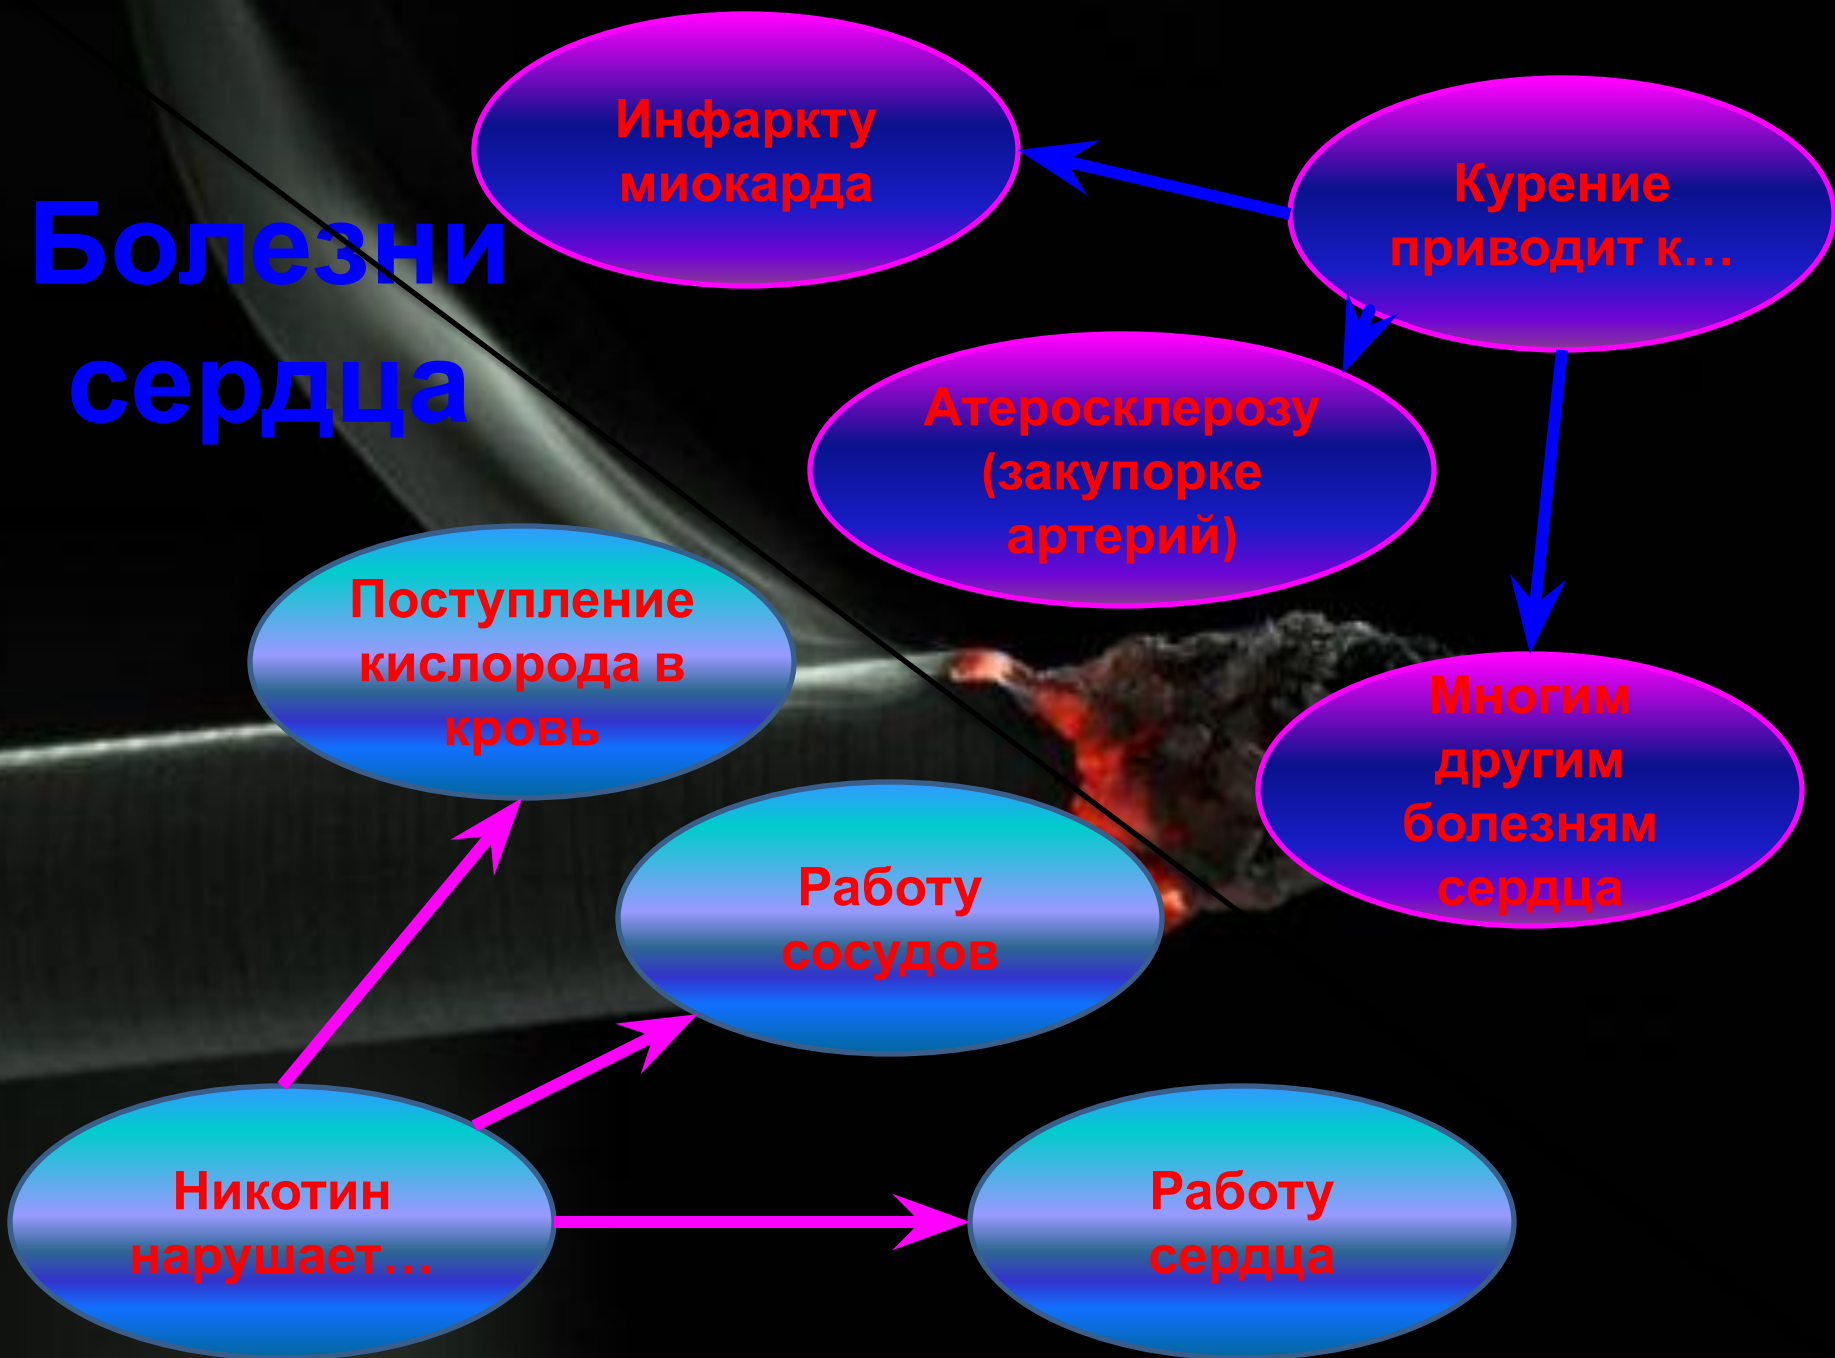 Болезни
сердца
Инфаркту
миокарда
Курение
приводит к…
Атеросклерозу
(закупорке
артерий)
Многим
другим
болезням
сердца
Поступление
кислорода в
кровь
Работу
сосудов
Никотин
нарушает…
Работу
сердца